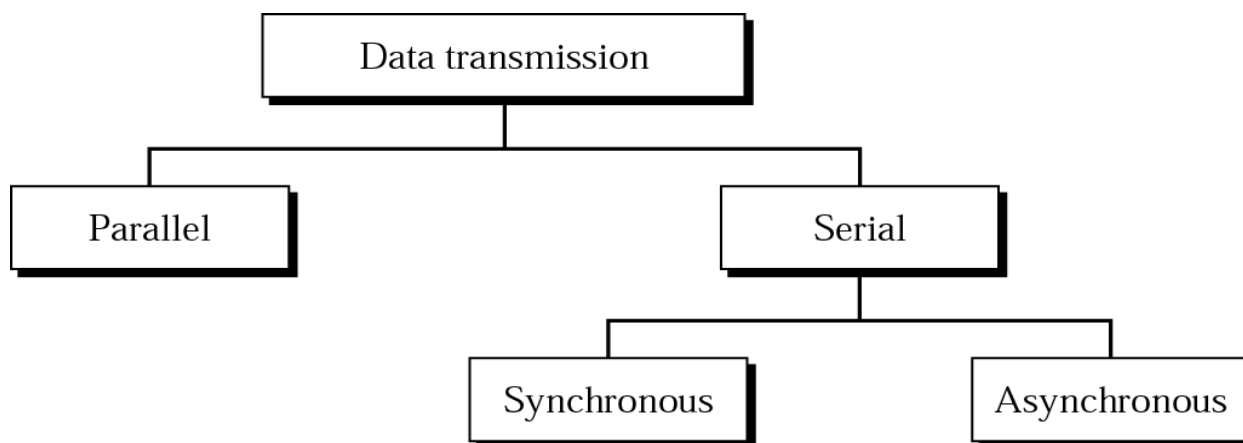 Data transmission
Parallel
Serial
Synchronous
Asynchronous